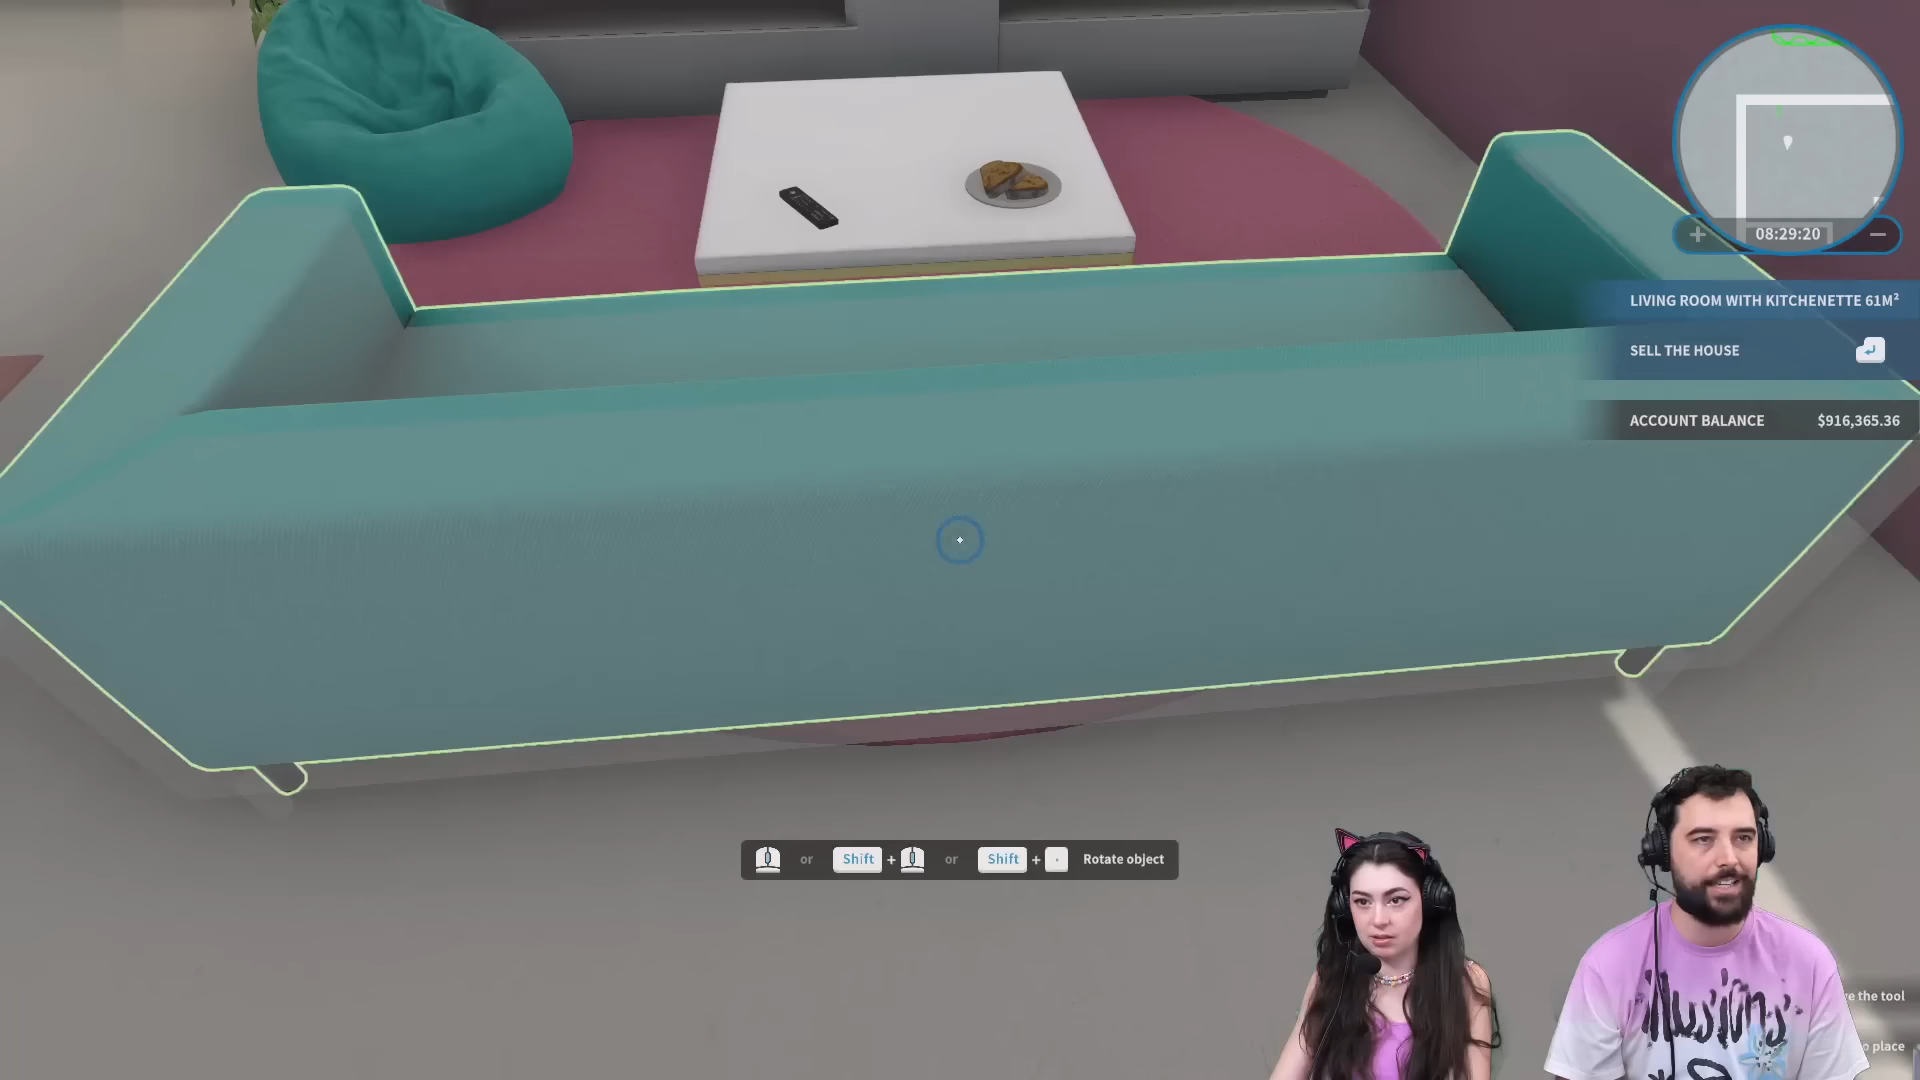 08:29:20
LIVING ROOM WITH KITCHENETTE 61M²
SELL THE HOUSE
ACCOUNT BALANCE $916,365.36
or Shift + or Shift + Rotate object
illusions
the tool
place